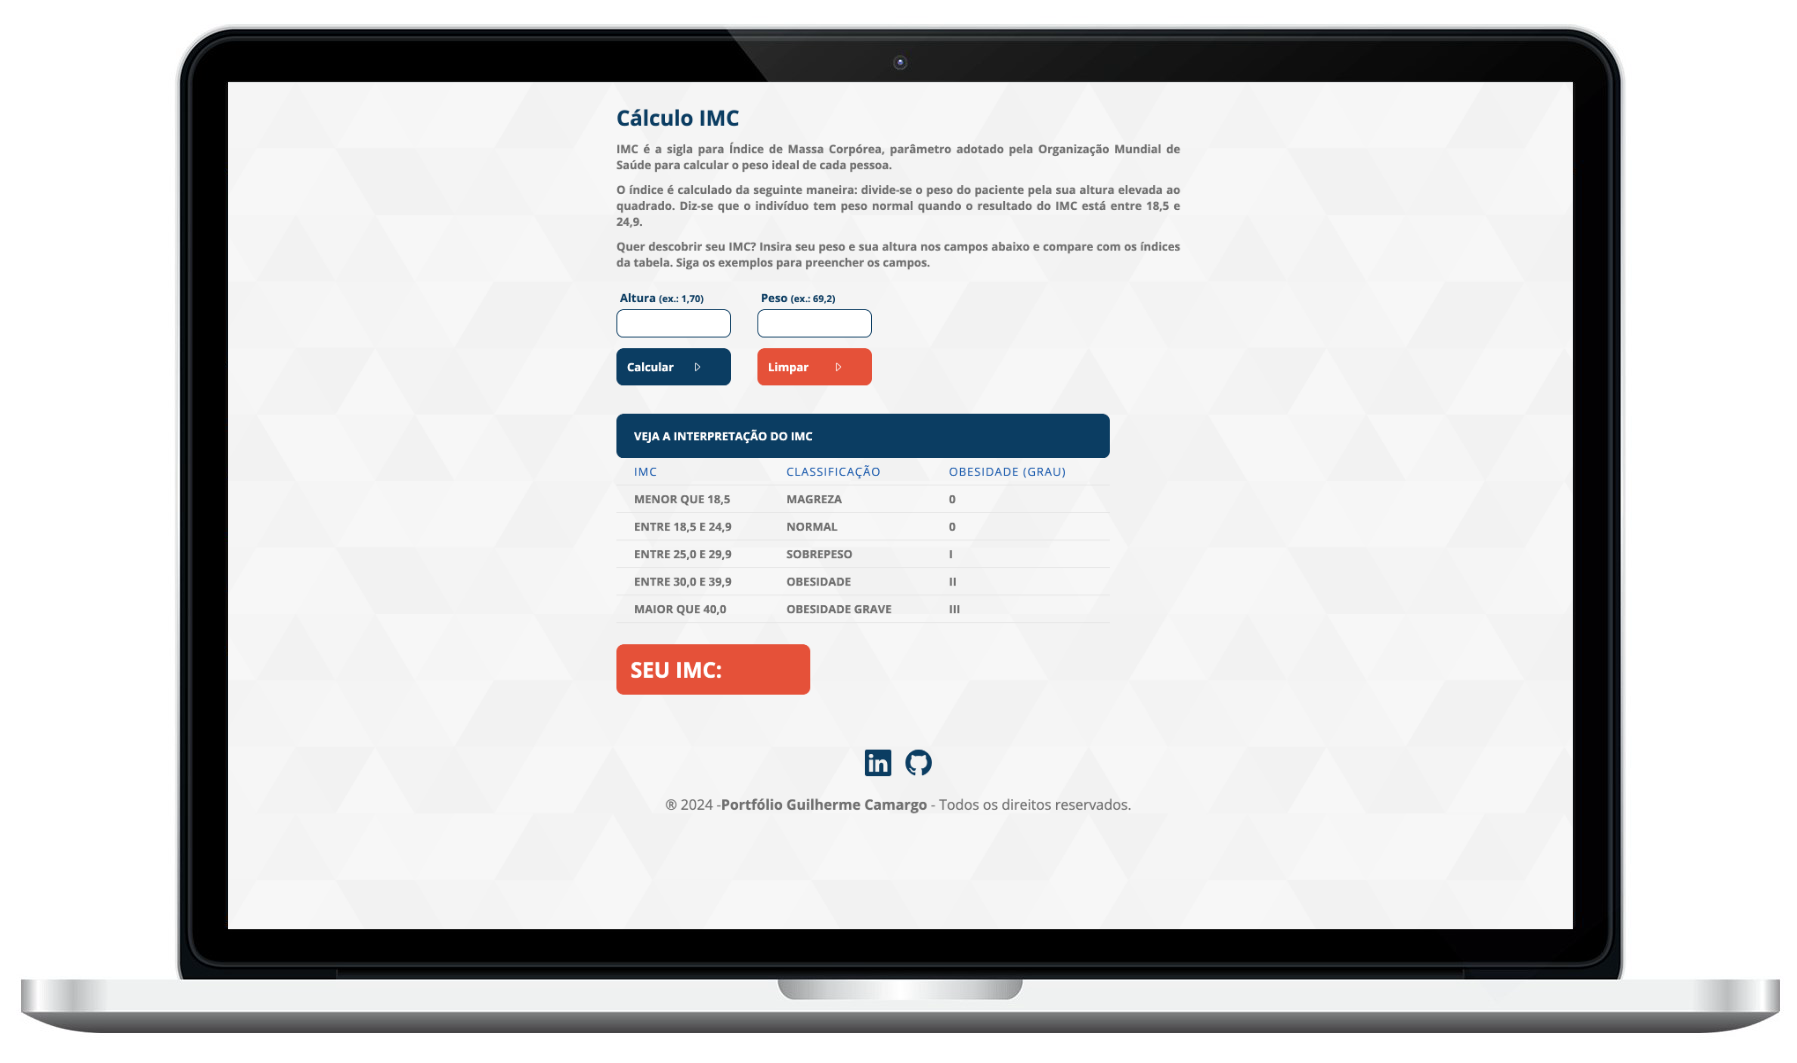 Cálculo IMC
IMC é a sigla para Índice de Massa Corpórea, parâmetro adotado pela Organização Mundial de
Saúde para calcular o peso ideal de cada pessoa.
O índice é calculado da seguinte maneira: divide-se o peso do paciente pela sua altura elevada ao
quadrado. Diz-se que o indivíduo tem peso normal quando o resultado do IMC está entre 18,5 e
24,9.
Quer descobrir seu IMC? Insira seu peso e sua altura nos campos abaixo e compare com os índices
da tabela. Siga os exemplos para preencher os campos.
Altura (ex.: 1,70) Peso (ex.: 69,2)
Calcular Limpar
VEJA A INTERPRETAÇÃO DO IMC
IMC CLASSIFICAÇÃO OBESIDADE (GRAU)
MENOR QUE 18,5 MAGREZA 0
ENTRE 18,5 E 24,9 NORMAL 0
ENTRE 25,0 E 29,9 SOBREPESO I
ENTRE 30,0 E 39,9 OBESIDADE II
MAIOR QUE 40,0 OBESIDADE GRAVE III
SEU IMC:
in
® 2024 -Portfólio Guilherme Camargo - Todos os direitos reservados.